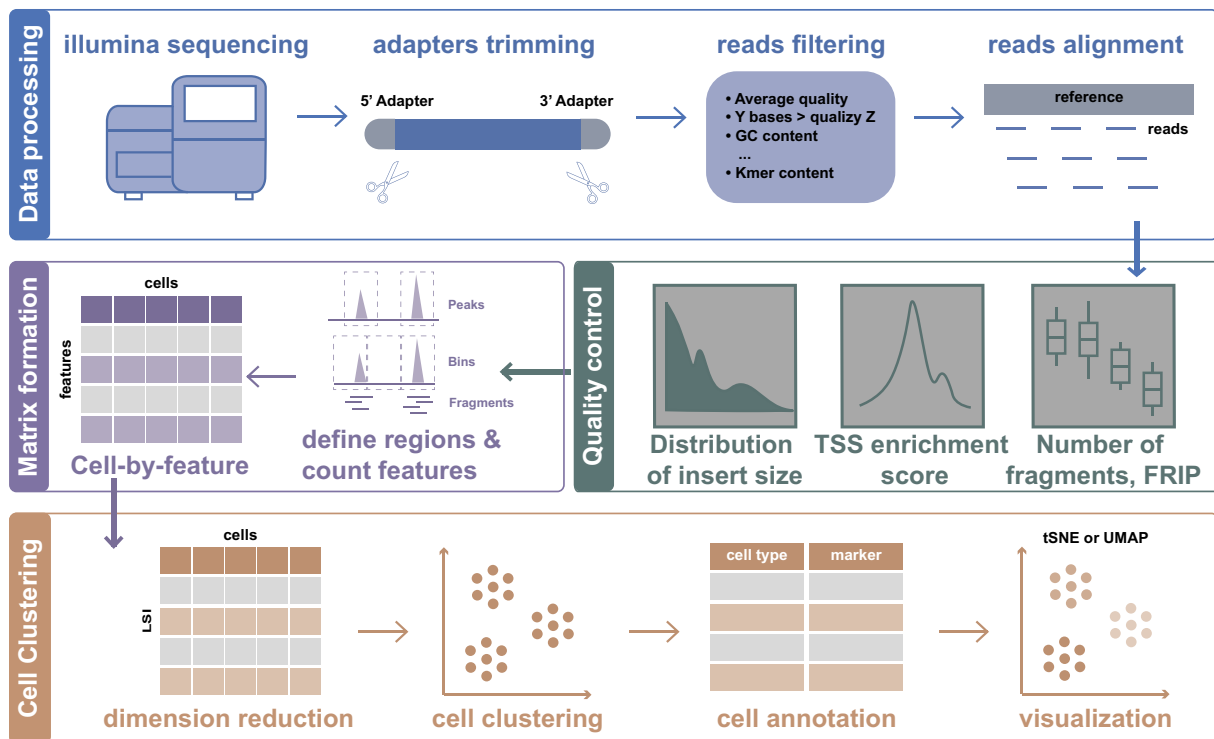 Data processing
illumina sequencing
adapters trimming
5' Adapter
3' Adapter
reads filtering
• Average quality
• Y bases > qualizy Z
• GC content
...
• Kmer content
reads alignment
reference
reads
Matrix formation
cells
features
Cell-by-feature
Peaks
Bins
Fragments
define regions &
count features
Quality control
Distribution
of insert size
TSS enrichment
score
Number of
fragments, FRIP
Cell Clustering
cells
LSI
dimension reduction
cell clustering
cell type
marker
cell annotation
tSNE or UMAP
visualization